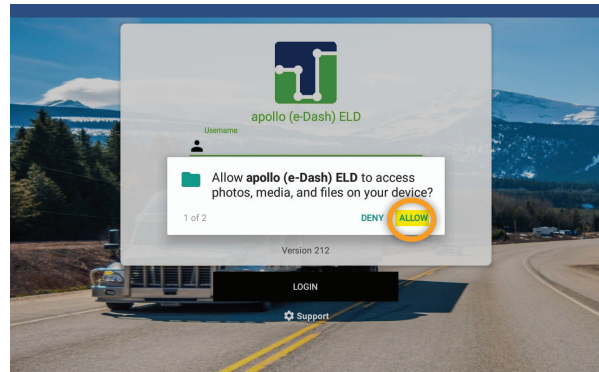 apollo (e-Dash) ELD
Username
Allow apollo (e-Dash) ELD to access
photos, media, and files on your device?
1 of 2
DENY ALLOW
Version 212
LOGIN
Support